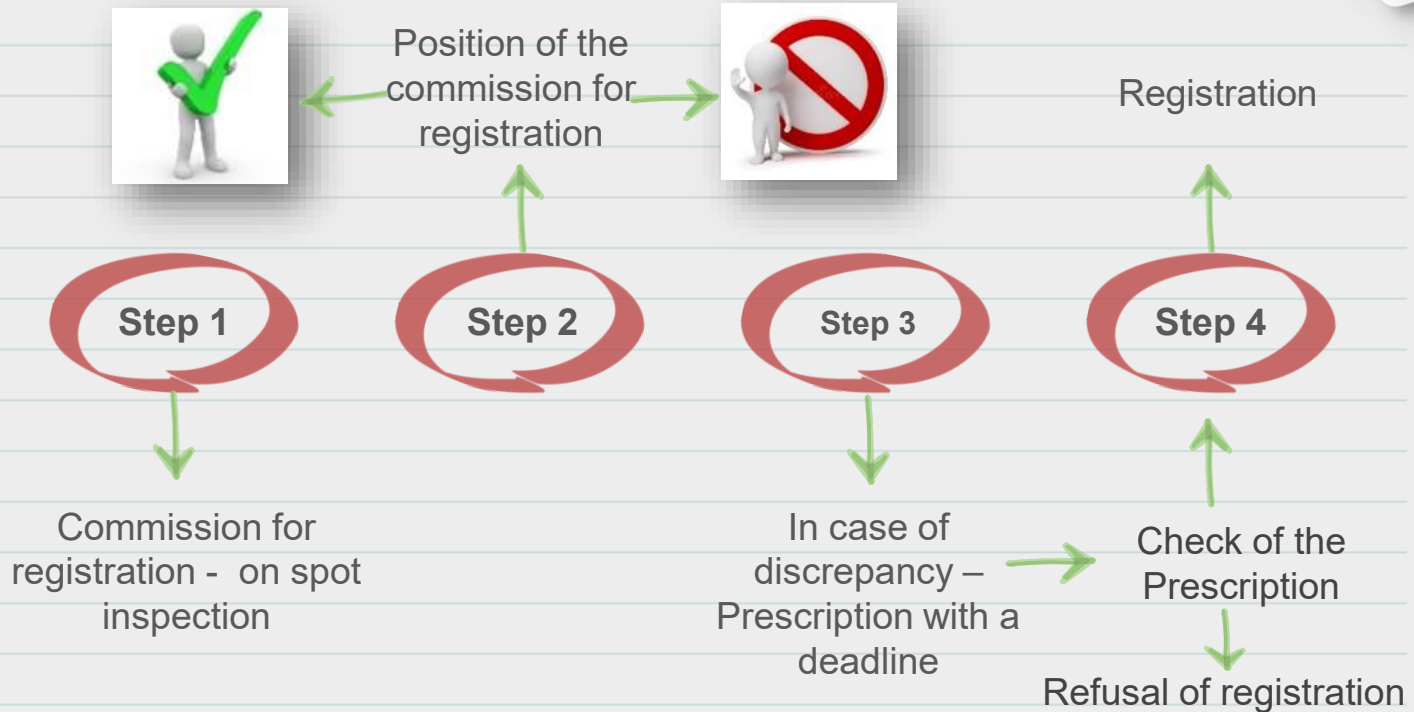 Position of the
commission for
registration
Registration
Step 1
Step 2
Step 3
Step 4
Commission for
registration - on spot
inspection
In case of
discrepancy –
Prescription with a
deadline
Check of the
Prescription
Refusal of registration